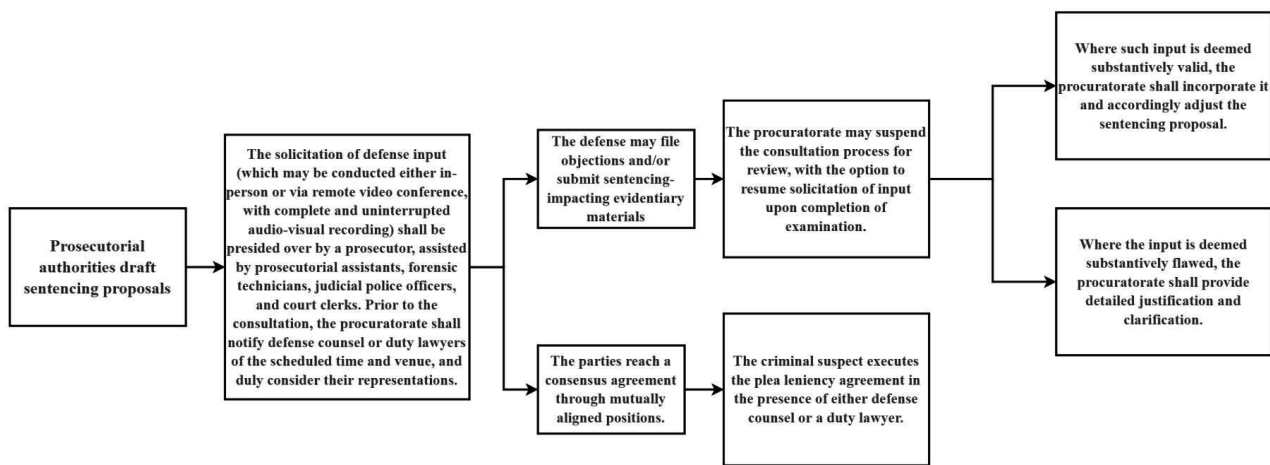 Prosecutorial
authorities draft
sentencing proposals
The solicitation of defense input
(which may be conducted either in-
person or via remote video conference,
with complete and uninterrupted
audio-visual recording) shall be
presided over by a prosecutor, assisted
by prosecutorial assistants, forensic
technicians, judicial police officers,
and court clerks. Prior to the
consultation, the procuratorate shall
notify defense counsel or duty lawyers
of the scheduled time and venue, and
duly consider their representations.
The defense may file
objections and/or
submit sentencing-
impacting evidentiary
materials
The procuratorate may suspend
the consultation process for
review, with the option to
resume solicitation of input
upon completion of
examination.
Where such input is deemed
substantively valid, the
procuratorate shall incorporate it
and accordingly adjust the
sentencing proposal.
Where the input is deemed
substantively flawed, the
procuratorate shall provide
detailed justification and
clarification.
The parties reach a
consensus agreement
through mutually
aligned positions.
The criminal suspect executes
the plea leniency agreement in
the presence of either defense
counsel or a duty lawyer.